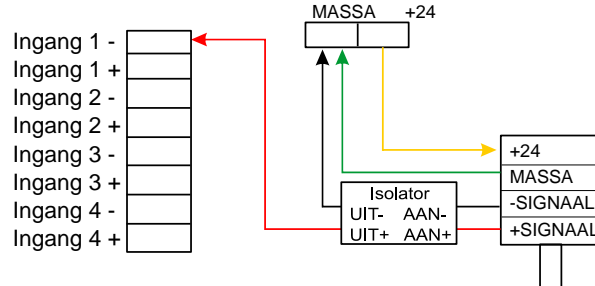 MASSA +24
Ingang 1 -
Ingang 1 +
Ingang 2 -
Ingang 2 +
Ingang 3 -
Ingang 3 +
Ingang 4 -
Ingang 4 +
+24
MASSA
-SIGNAAL
+SIGNAAL
Isolator
UIT- AAN-
UIT+ AAN+